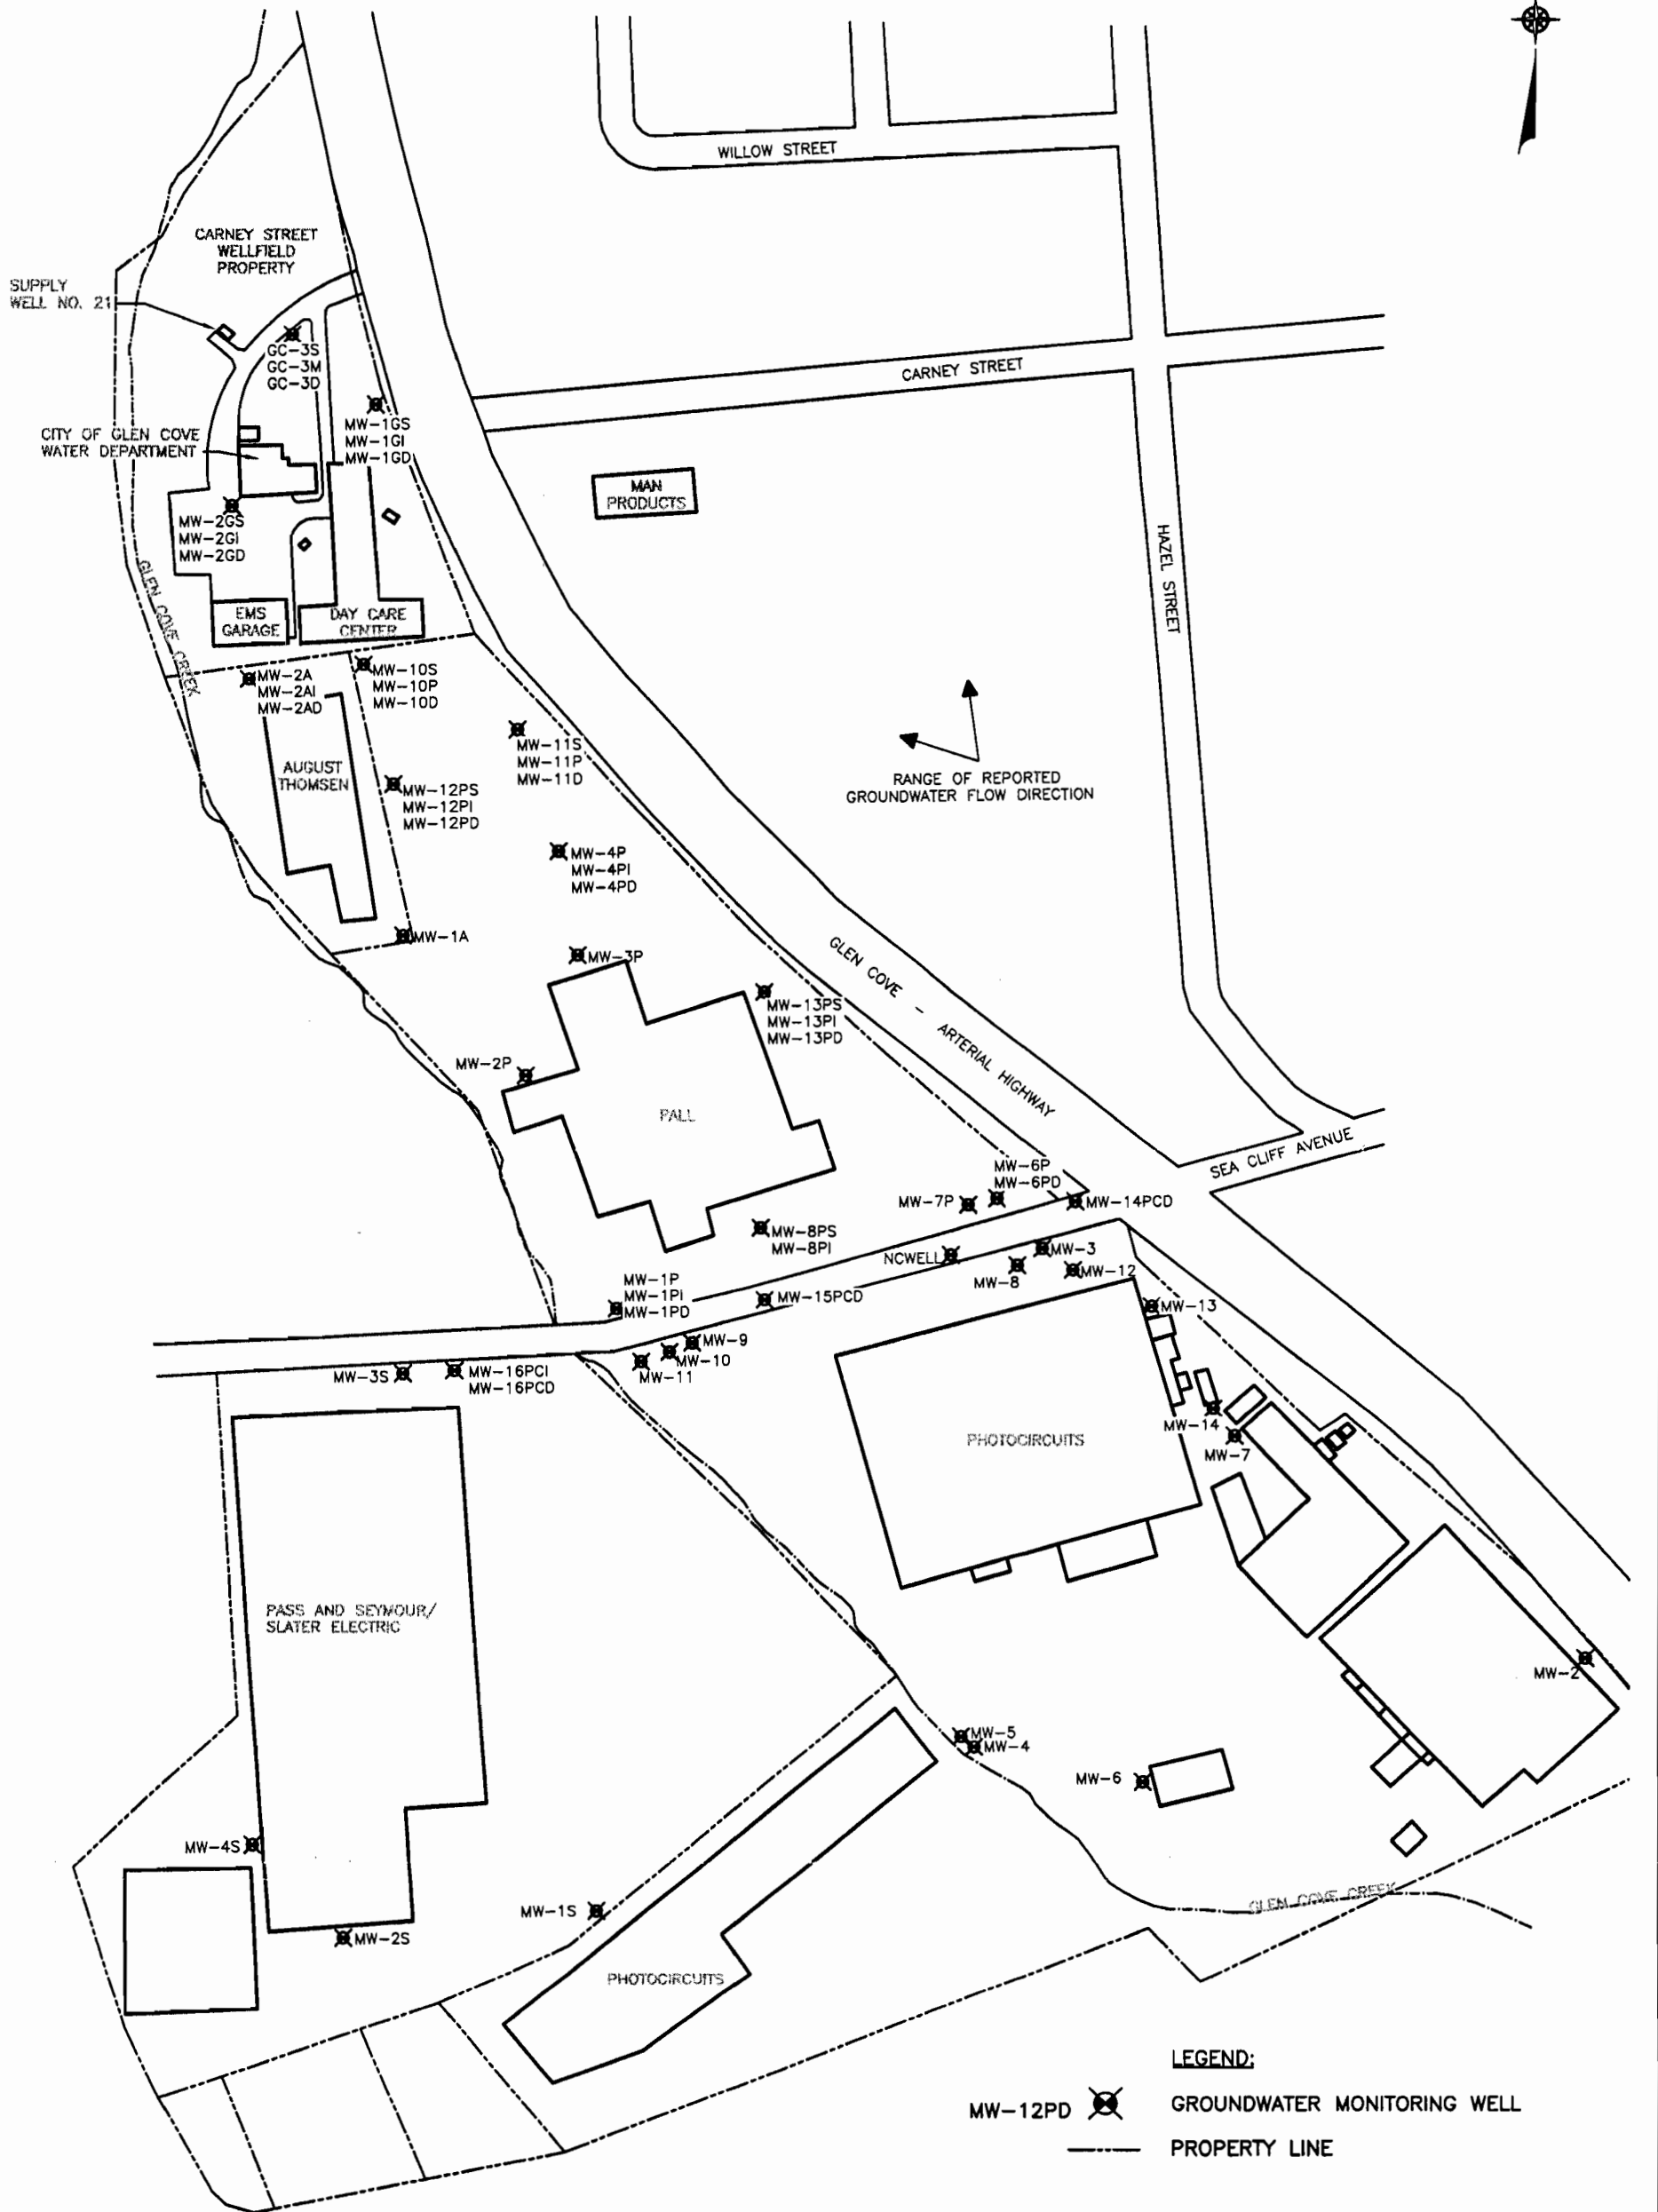 WILLOW STREET
CARNEY STREET
WELLFIELD
PROPERTY
SUPPLY
WELL NO. 21
GC-3S
GC-3M
GC-3D
CARNEY STREET
MW-1GS
MW-1GI
MW-1GD
CITY OF GLEN COVE
WATER DEPARTMENT
MAN
PRODUCTS
MW-2GS
MW-2GI
MW-2GD
HAZEL STREET
GLEN COVE CREEK
EMS
GARAGE
DAY CARE
CENTER
MW-2A
MW-2AI
MW-2AD
MW-10S
MW-10P
MW-10D
MW-11S
MW-11P
MW-11D
AUGUST
THOMSEN
MW-12PS
MW-12PI
MW-12PD
RANGE OF REPORTED
GROUNDWATER FLOW DIRECTION
MW-4P
MW-4PI
MW-4PD
MW-1A
MW-3P
GLEN COVE - ARTERIAL HIGHWAY
MW-13PS
MW-13PI
MW-13PD
MW-2P
PALL
SEA CLIFF AVENUE
MW-6P
MW-6PD
MW-7P
MW-14PCD
MW-8PS
MW-8PI
NCWELL
MW-3
MW-8
MW-12
MW-1P
MW-1PI
MW-1PD
MW-15PCD
MW-13
MW-9
MW-10
MW-11
MW-3S
MW-16PCI
MW-16PCD
MW-14
MW-7
PHOTOCIRCUITS
PASS AND SEYMOUR/
SLATER ELECTRIC
MW-2
MW-5
MW-4
MW-6
MW-4S
GLEN COVE CREEK
MW-1S
MW-2S
PHOTOCIRCUITS
LEGEND:
MW-12PD GROUNDWATER MONITORING WELL
PROPERTY LINE